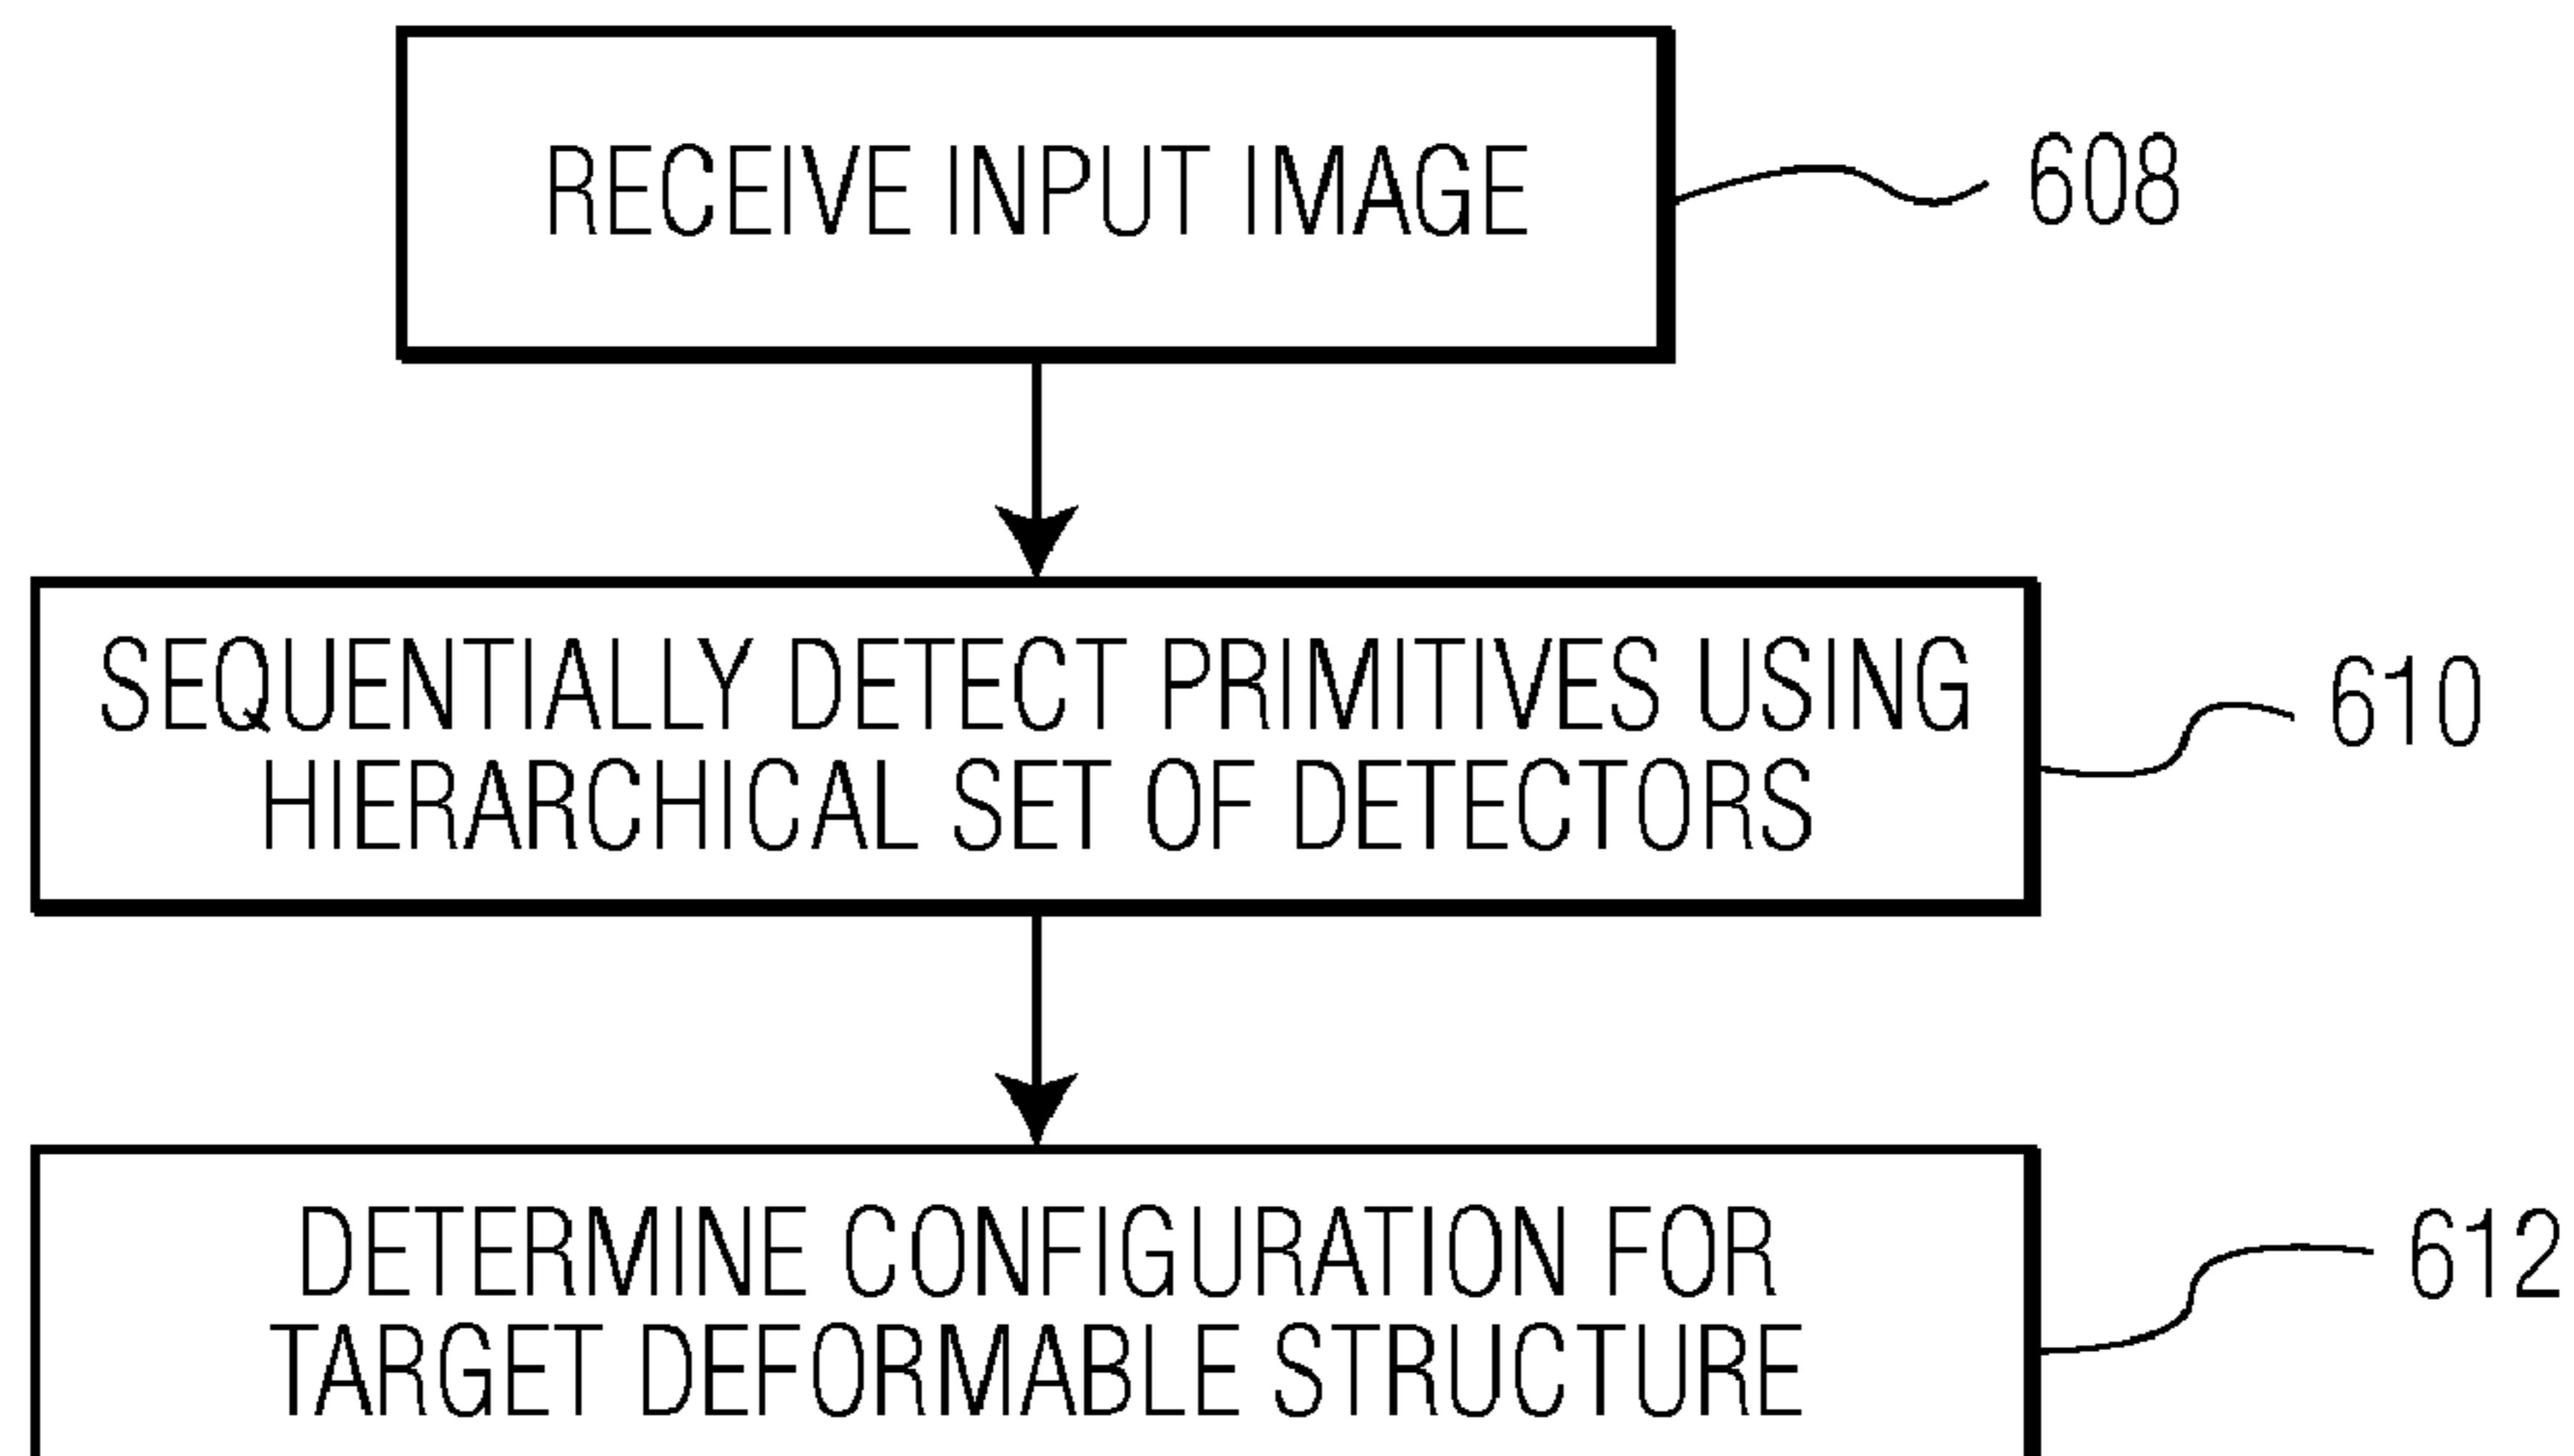 RECEIVE INPUT IMAGE
608
SEQUENTIALLY DETECT PRIMITIVES USING
HIERARCHICAL SET OF DETECTORS
610
DETERMINE CONFIGURATION FOR
TARGET DEFORMABLE STRUCTURE
612